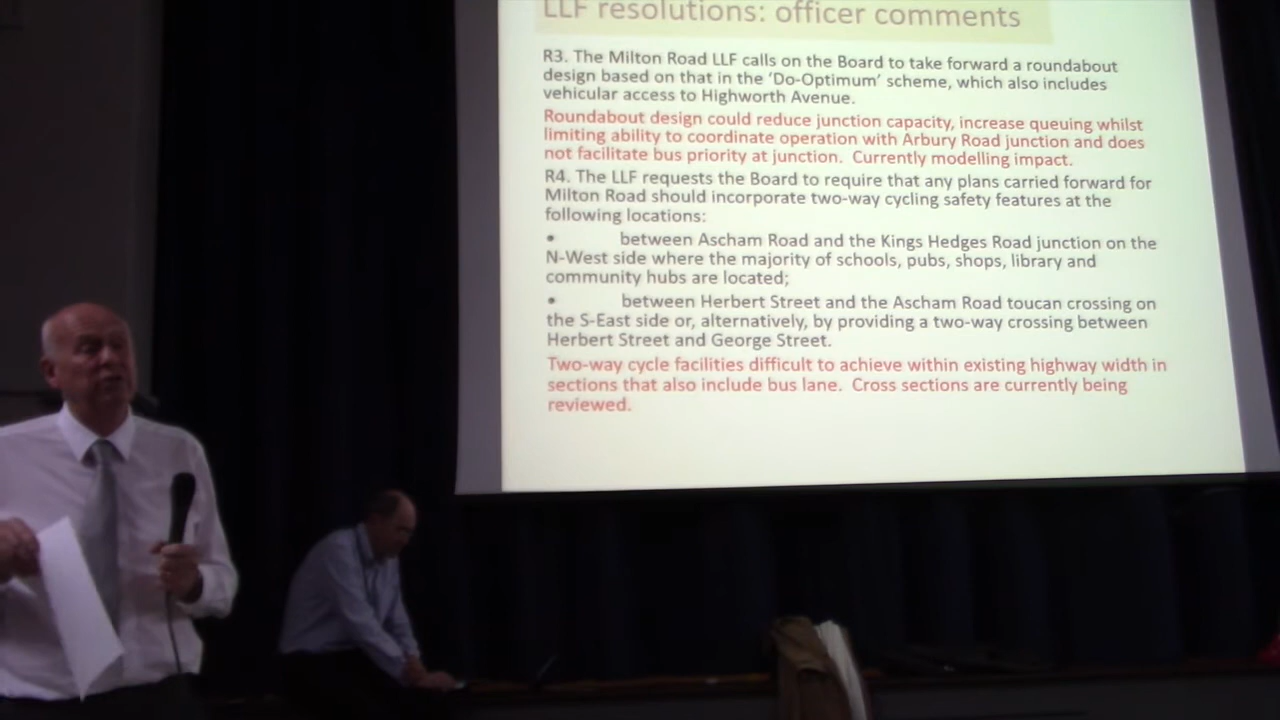 LLF resolutions: officer comments
R3. The Milton Road LLF calls on the Board to take forward a roundabout
design based on that in the 'Do-Optimum' scheme, which also includes
vehicular access to Highworth Avenue.
Roundabout design could reduce junction capacity, increase queuing whilst
limiting ability to coordinate operation with Arbury Road junction and does
not facilitate bus priority at junction. Currently modelling impact.
R4. The LLF requests the Board to require that any plans carried forward for
Milton Road should incorporate two-way cycling safety features at the
following locations:
• between Ascham Road and the Kings Hedges Road junction on the
N-West side where the majority of schools, pubs, shops, library and
community hubs are located;
• between Herbert Street and the Ascham Road toucan crossing on
the S-East side or, alternatively, by providing a two-way crossing between
Herbert Street and George Street.
Two-way cycle facilities difficult to achieve within existing highway width in
sections that also include bus lane. Cross sections are currently being
reviewed.